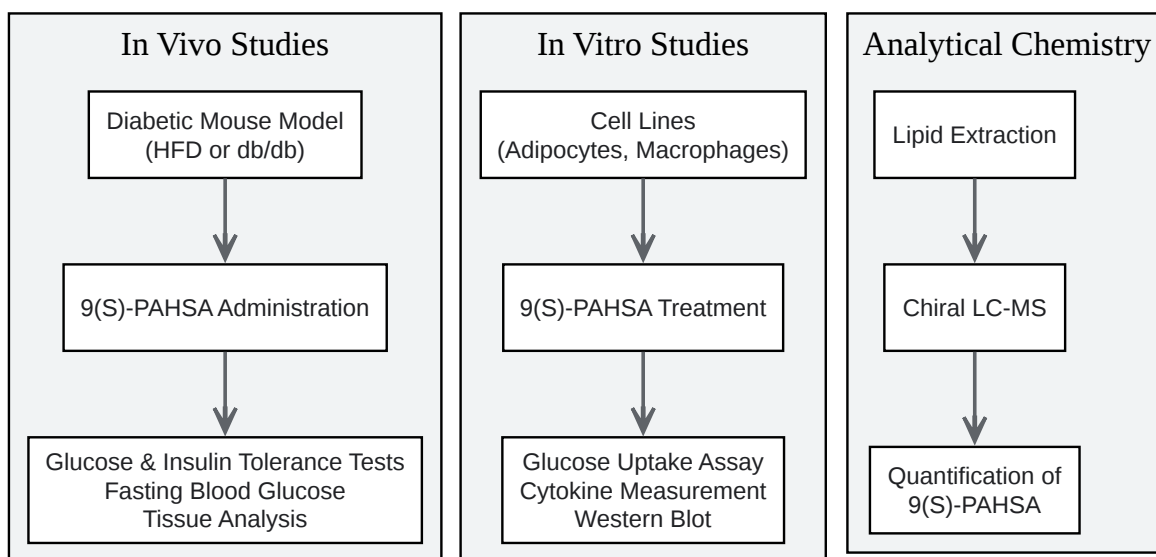 In Vivo Studies
Diabetic Mouse Model
(HFD or db/db)
9(S)-PAHSA Administration
Glucose & Insulin Tolerance Tests
Fasting Blood Glucose
Tissue Analysis
In Vitro Studies
Cell Lines
(Adipocytes, Macrophages)
9(S)-PAHSA Treatment
Glucose Uptake Assay
Cytokine Measurement
Western Blot
Analytical Chemistry
Lipid Extraction
Chiral LC-MS
Quantification of
9(S)-PAHSA